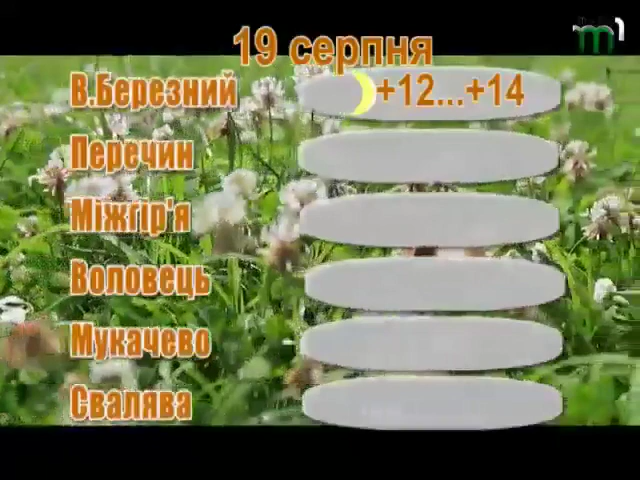 19 серпня
В.Березний +12...+14
Перечин
Міжгір'я
Воловець
Мукачево
Свалява